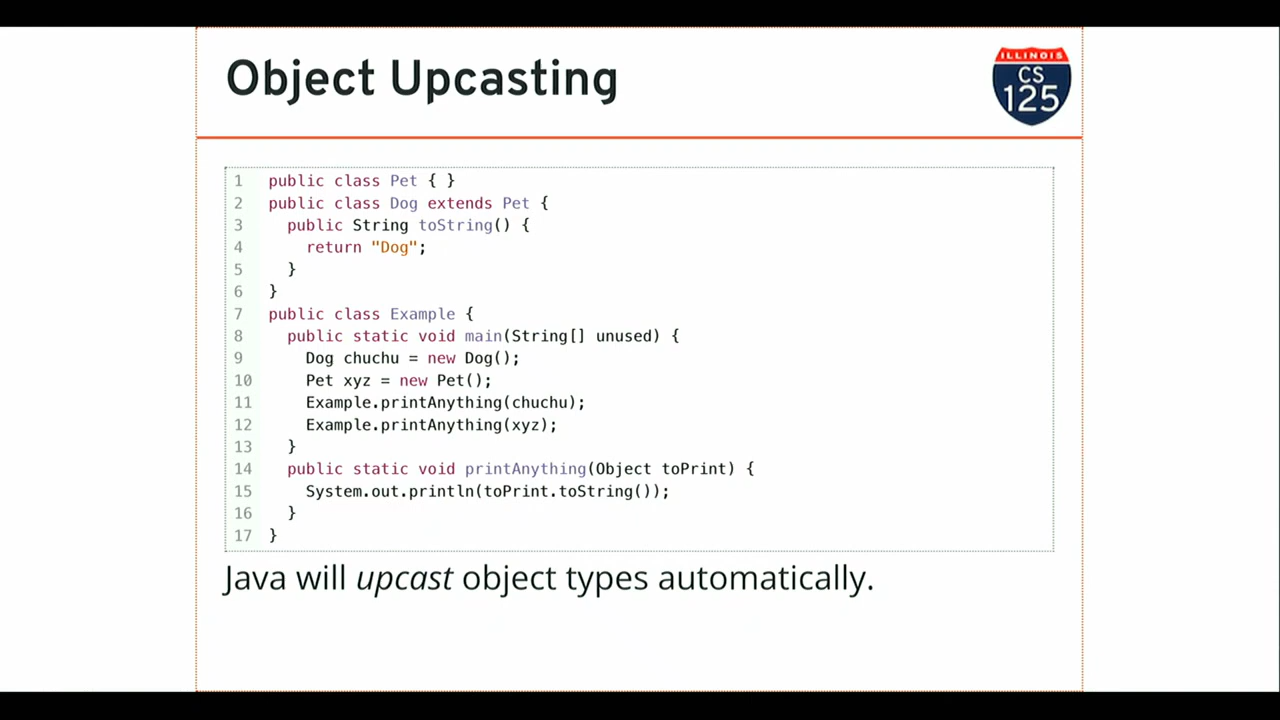 Object Upcasting
ILLINOIS
CS
125
1 public class Pet { }
2 public class Dog extends Pet {
3   public String toString() {
4     return "Dog";
5   }
6 }
7 public class Example {
8   public static void main(String[] unused) {
9     Dog chuchu = new Dog();
10     Pet xyz = new Pet();
11     Example.printAnything(chuchu);
12     Example.printAnything(xyz);
13   }
14   public static void printAnything(Object toPrint) {
15     System.out.println(toPrint.toString());
16   }
17 }
Java will upcast object types automatically.